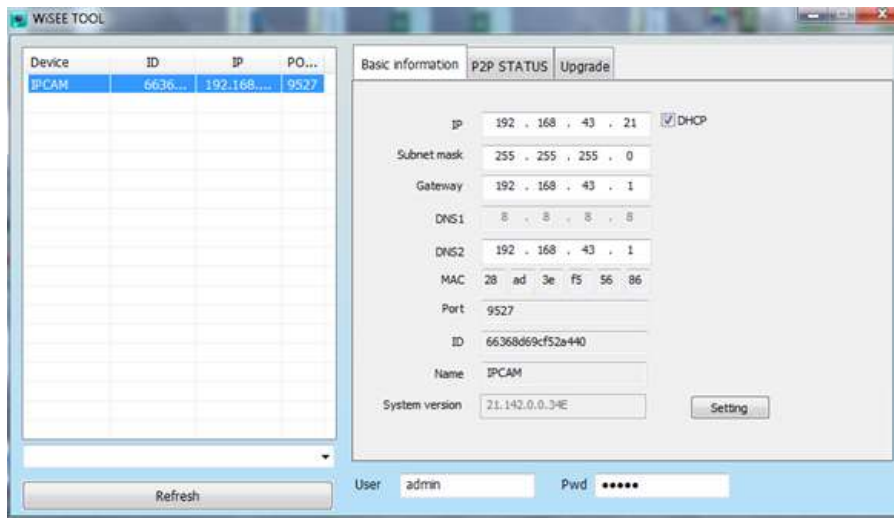 WiSEE TOOL
Device ID IP PO...
IPCAM 6636... 192.168.... 9527
Basic information P2P STATUS Upgrade
IP 192 . 168 . 43 . 21 DHCP
Subnet mask 255 . 255 . 255 . 0
Gateway 192 . 168 . 43 . 1
DNS1 8 . 8 . 8 . 8
DNS2 192 . 168 . 43 . 1
MAC 28 ad 3e f5 56 86
Port 9527
ID 66368d69cf52a440
Name IPCAM
System version 21.142.0.0.34E
Setting
Refresh
User admin Pwd •••••